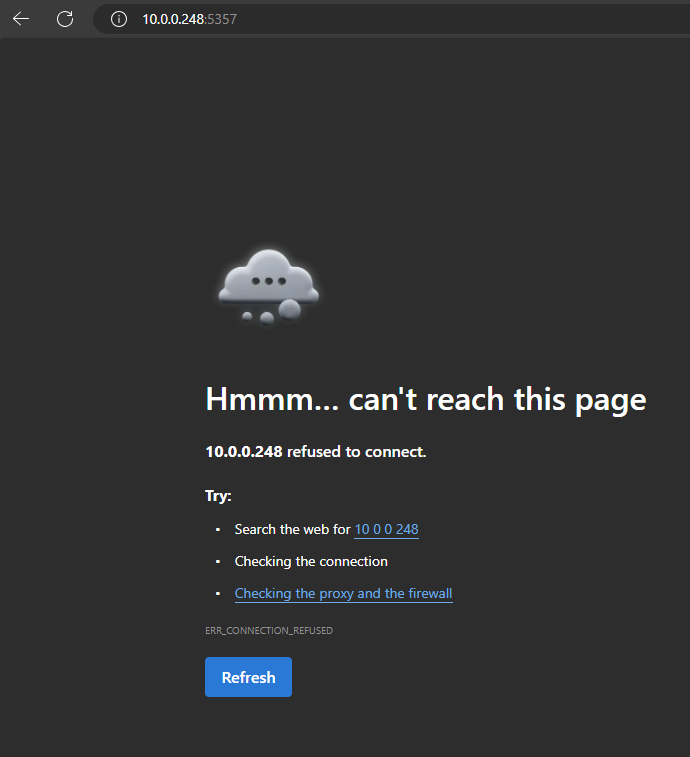 10.0.0.248:5357
Hmmm... can't reach this page
10.0.0.248 refused to connect.
Try:
• Search the web for 10 0 0 248
• Checking the connection
• Checking the proxy and the firewall
ERR_CONNECTION_REFUSED
Refresh